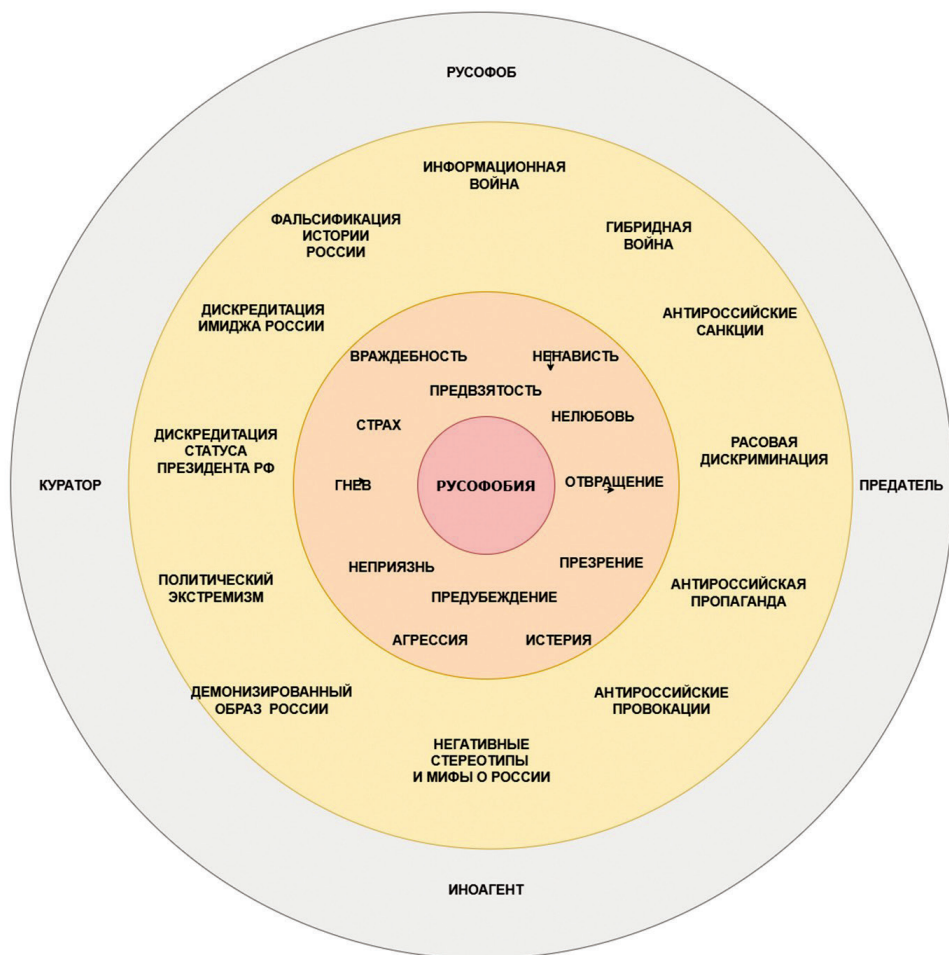 РУСОФОБ
ИНФОРМАЦИОННАЯ
ВОЙНА
ФАЛЬСИФИКАЦИЯ
ИСТОРИИ
РОССИИ
ГИБРИДНАЯ
ВОЙНА
ДИСКРЕДИТАЦИЯ
ИМИДЖА РОССИИ
АНТИРОССИЙСКИЕ
САНКЦИИ
ВРАЖДЕБНОСТЬ
НЕНАВИСТЬ
ПРЕДВЗЯТОСТЬ
СТРАХ
НЕЛЮБОВЬ
ДИСКРЕДИТАЦИЯ
СТАТУСА
ПРЕЗИДЕНТА РФ
РАСОВАЯ
ДИСКРИМИНАЦИЯ
КУРАТОР
ГНЕВ
РУСОФОБИЯ
ОТВРАЩЕНИЕ
ПРЕДАТЕЛЬ
НЕПРИЯЗНЬ
ПРЕЗРЕНИЕ
ПОЛИТИЧЕСКИЙ
ЭКСТРЕМИЗМ
ПРЕДУБЕЖДЕНИЕ
АНТИРОССИЙСКАЯ
ПРОПАГАНДА
АГРЕССИЯ
ИСТЕРИЯ
ДЕМОНИЗИРОВАННЫЙ
ОБРАЗ РОССИИ
АНТИРОССИЙСКИЕ
ПРОВОКАЦИИ
НЕГАТИВНЫЕ
СТЕРЕОТИПЫ
И МИФЫ О РОССИИ
ИНОАГЕНТ